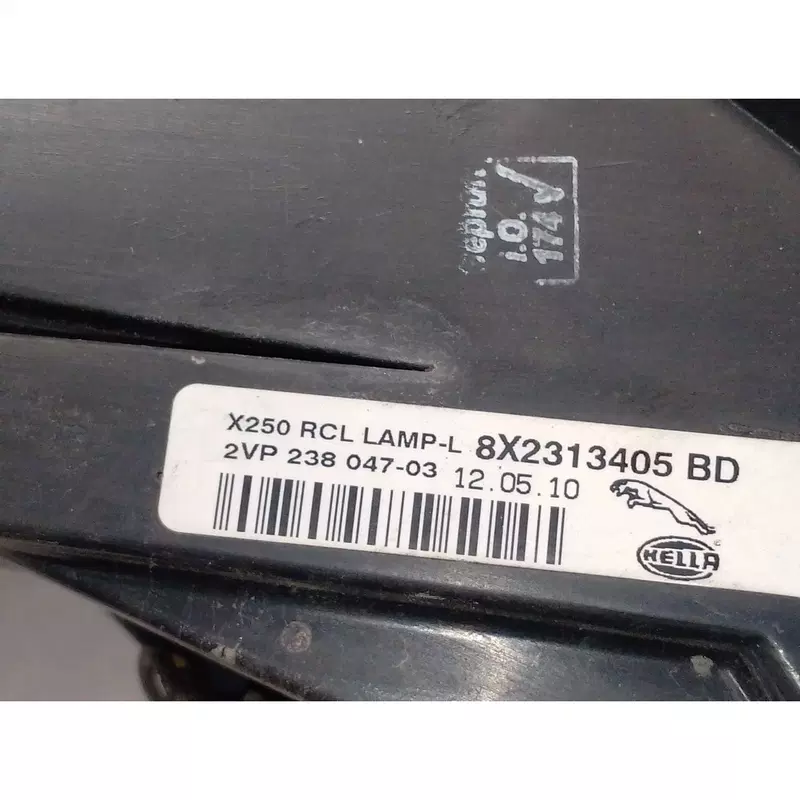 i.O.
174
X250 RCL LAMP-L 8X2313405 BD
2VP 238 047-03 12.05.10
HELLA